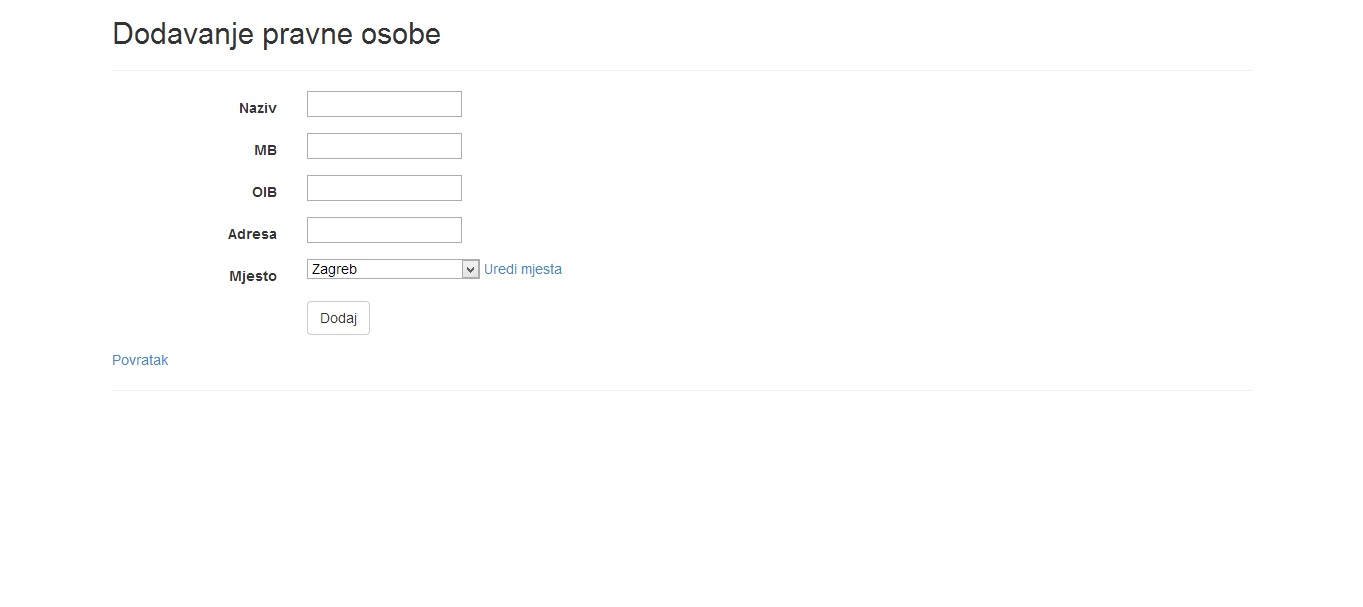 Dodavanje pravne osobe
Naziv
MB
OIB
Adresa
Mjesto Zagreb Uredi mjesta
Dodaj
Povratak